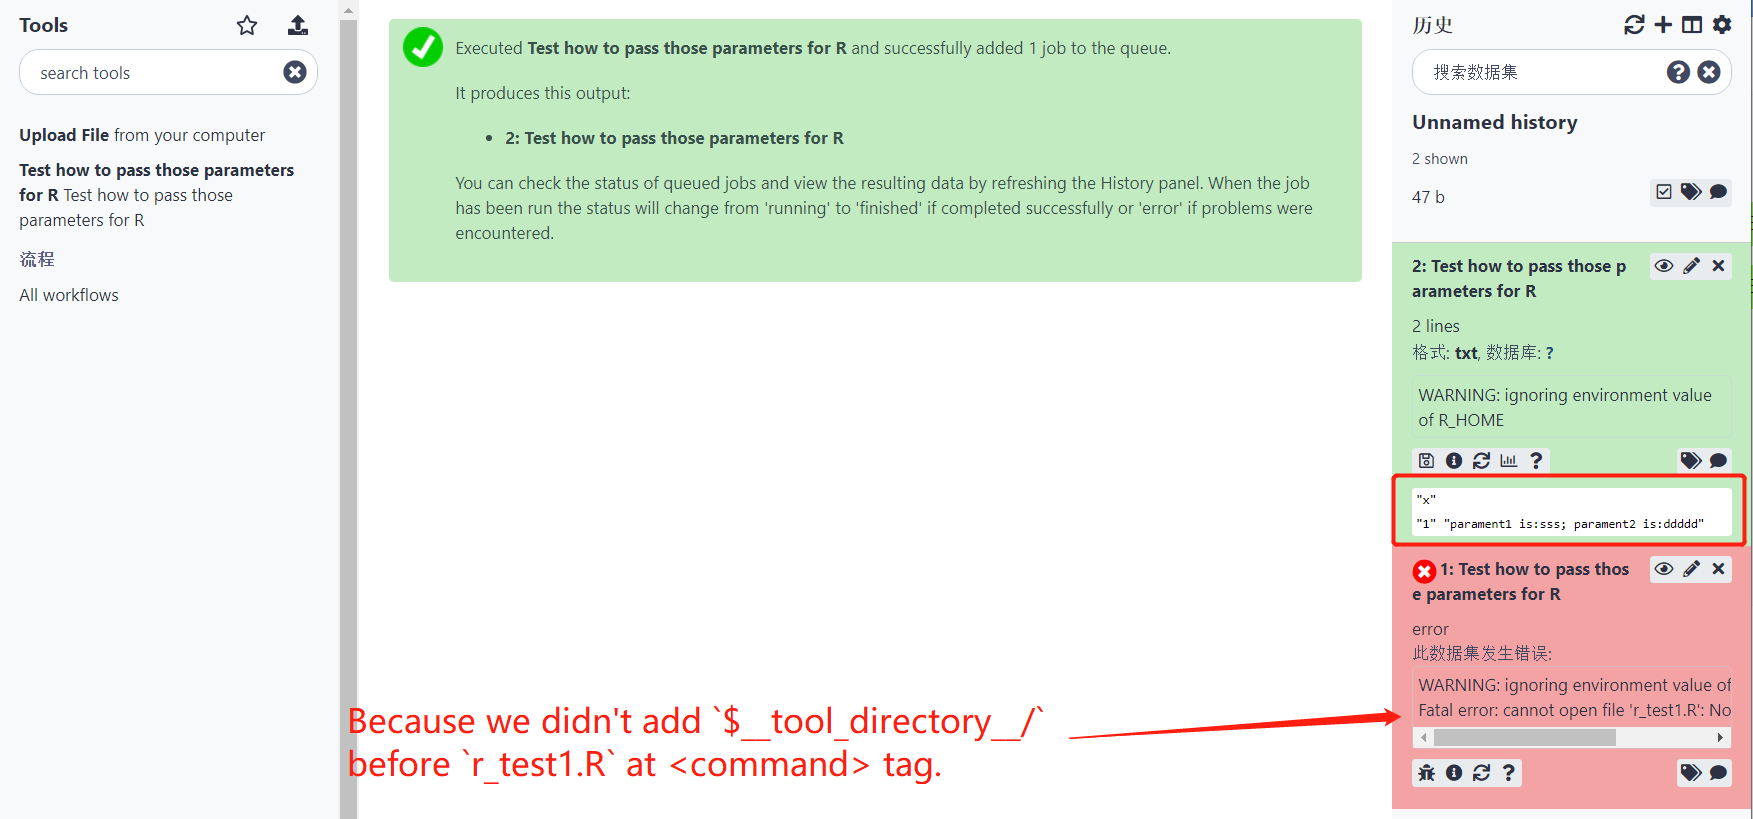 Tools
search tools
Upload File from your computer
Test how to pass those parameters
for R Test how to pass those
parameters for R
流程
All workflows
Executed Test how to pass those parameters for R and successfully added 1 job to the queue.
It produces this output:
• 2: Test how to pass those parameters for R
You can check the status of queued jobs and view the resulting data by refreshing the History panel. When the job
has been run the status will change from 'running' to 'finished' if completed successfully or 'error' if problems were
encountered.
Because we didn't add `$__tool_directory__/`
before `r_test1.R` at <command> tag.
历史
搜索数据集
Unnamed history
2 shown
47 b
2: Test how to pass those p
arameters for R
2 lines
格式: txt, 数据库: ?
WARNING: ignoring environment value
of R_HOME
"x"
"1" "parament1 is:sss; parament2 is:ddddd"
1: Test how to pass thos
e parameters for R
error
此数据集发生错误:
WARNING: ignoring environment value of
Fatal error: cannot open file 'r_test1.R': No